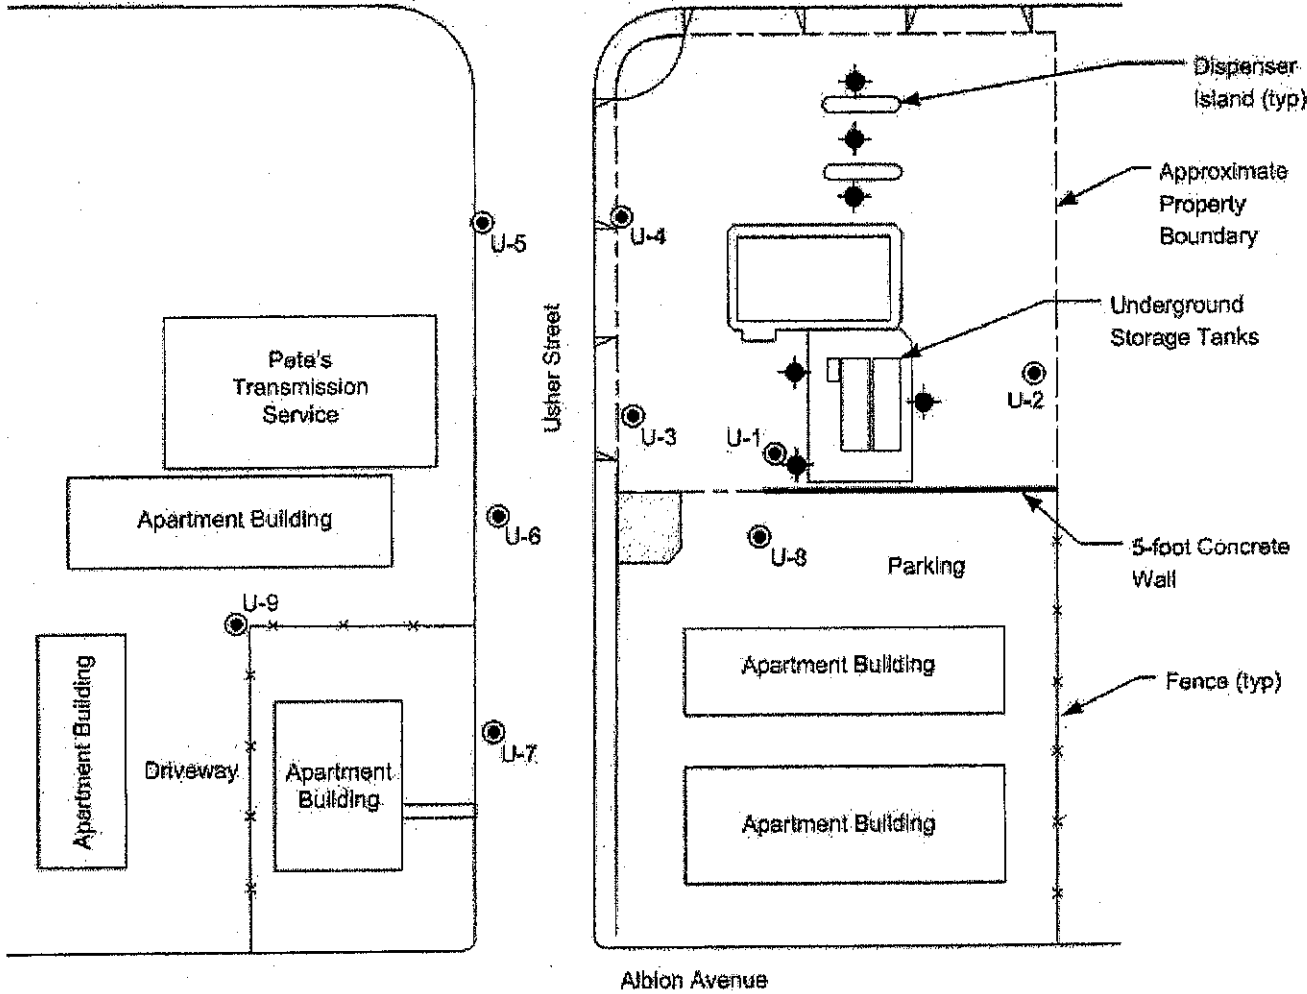 Dispenser
Island (typ)
Approximate
Property
Boundary
U-5
U-4
Underground
Storage Tanks
Usher Street
Pete's
Transmission
Service
U-2
U-3
U-1
Apartment Building
U-6
U-8
Parking
5-foot Concrete
Wall
U-9
Apartment Building
Apartment Building
Fence (typ)
U-7
Driveway
Apartment
Building
Apartment Building
Albion Avenue